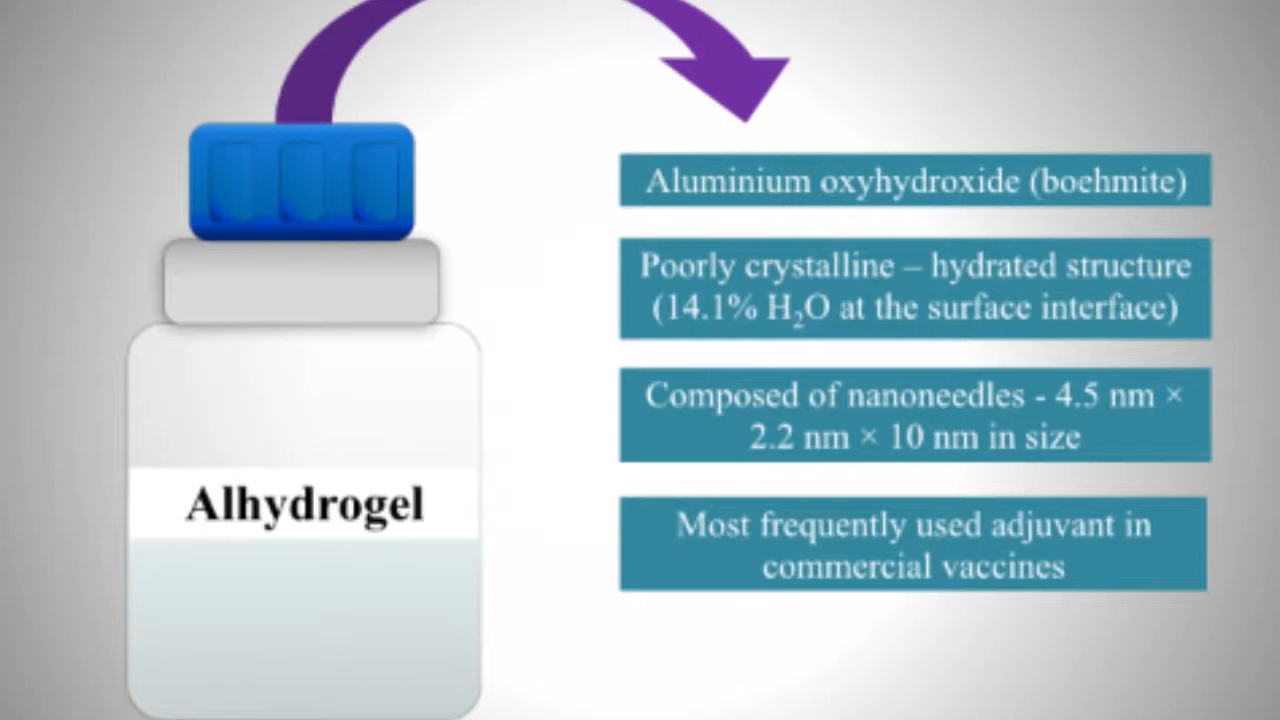 Aluminium oxyhydroxide (boehmite)
Poorly crystalline – hydrated structure
(14.1% H₂O at the surface interface)
Composed of nanoneedles - 4.5 nm ×
2.2 nm × 10 nm in size
Alhydrogel
Most frequently used adjuvant in
commercial vaccines